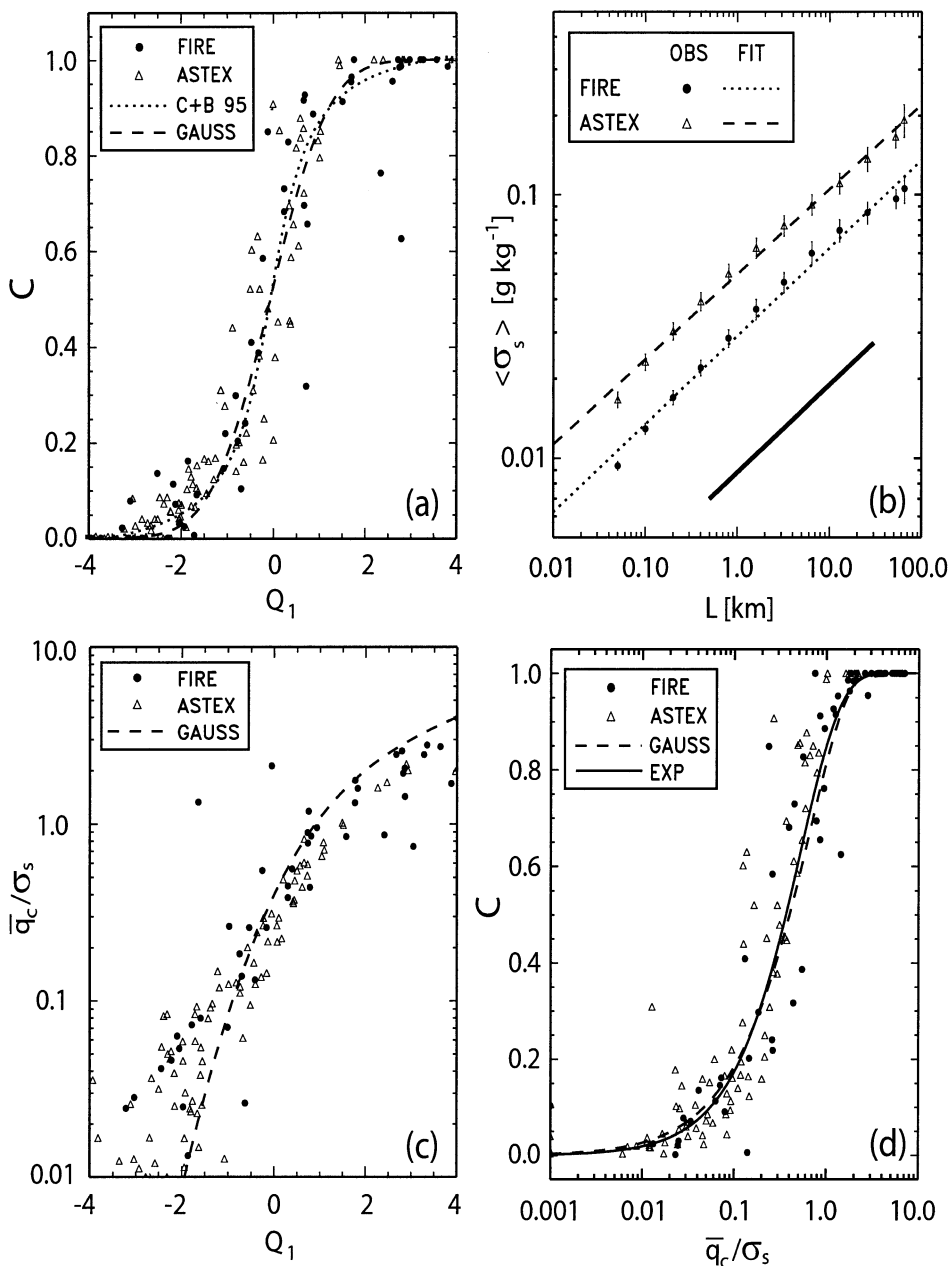 FIRE
ASTEX
C+B 95
GAUSS
1.0
0.8
0.6
0.4
0.2
0.0
C
(a)
-4 -2 0 2 4
Q1
OBS FIT
FIRE
ASTEX
0.1
0.01
<σs> [g kg-1]
(b)
0.01 0.10 1.0 10.0 100.0
L [km]
FIRE
ASTEX
GAUSS
10.0
1.0
0.1
0.01
q̅c/σs
(c)
-4 -2 0 2 4
Q1
FIRE
ASTEX
GAUSS
EXP
1.0
0.8
0.6
0.4
0.2
0.0
C
(d)
0.001 0.01 0.1 1.0 10.0
q̅c/σs